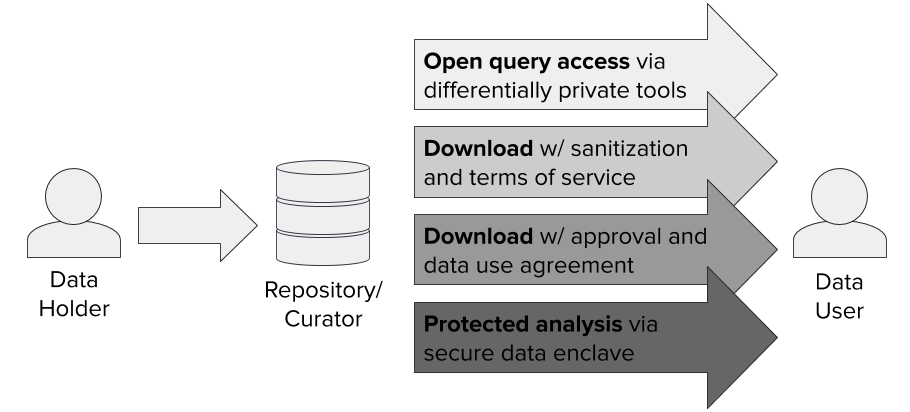 Open query access via
differentially private tools
Download w/ sanitization
and terms of service
Download w/ approval and
data use agreement
Protected analysis via
secure data enclave
Data
Holder
Repository/
Curator
Data
User